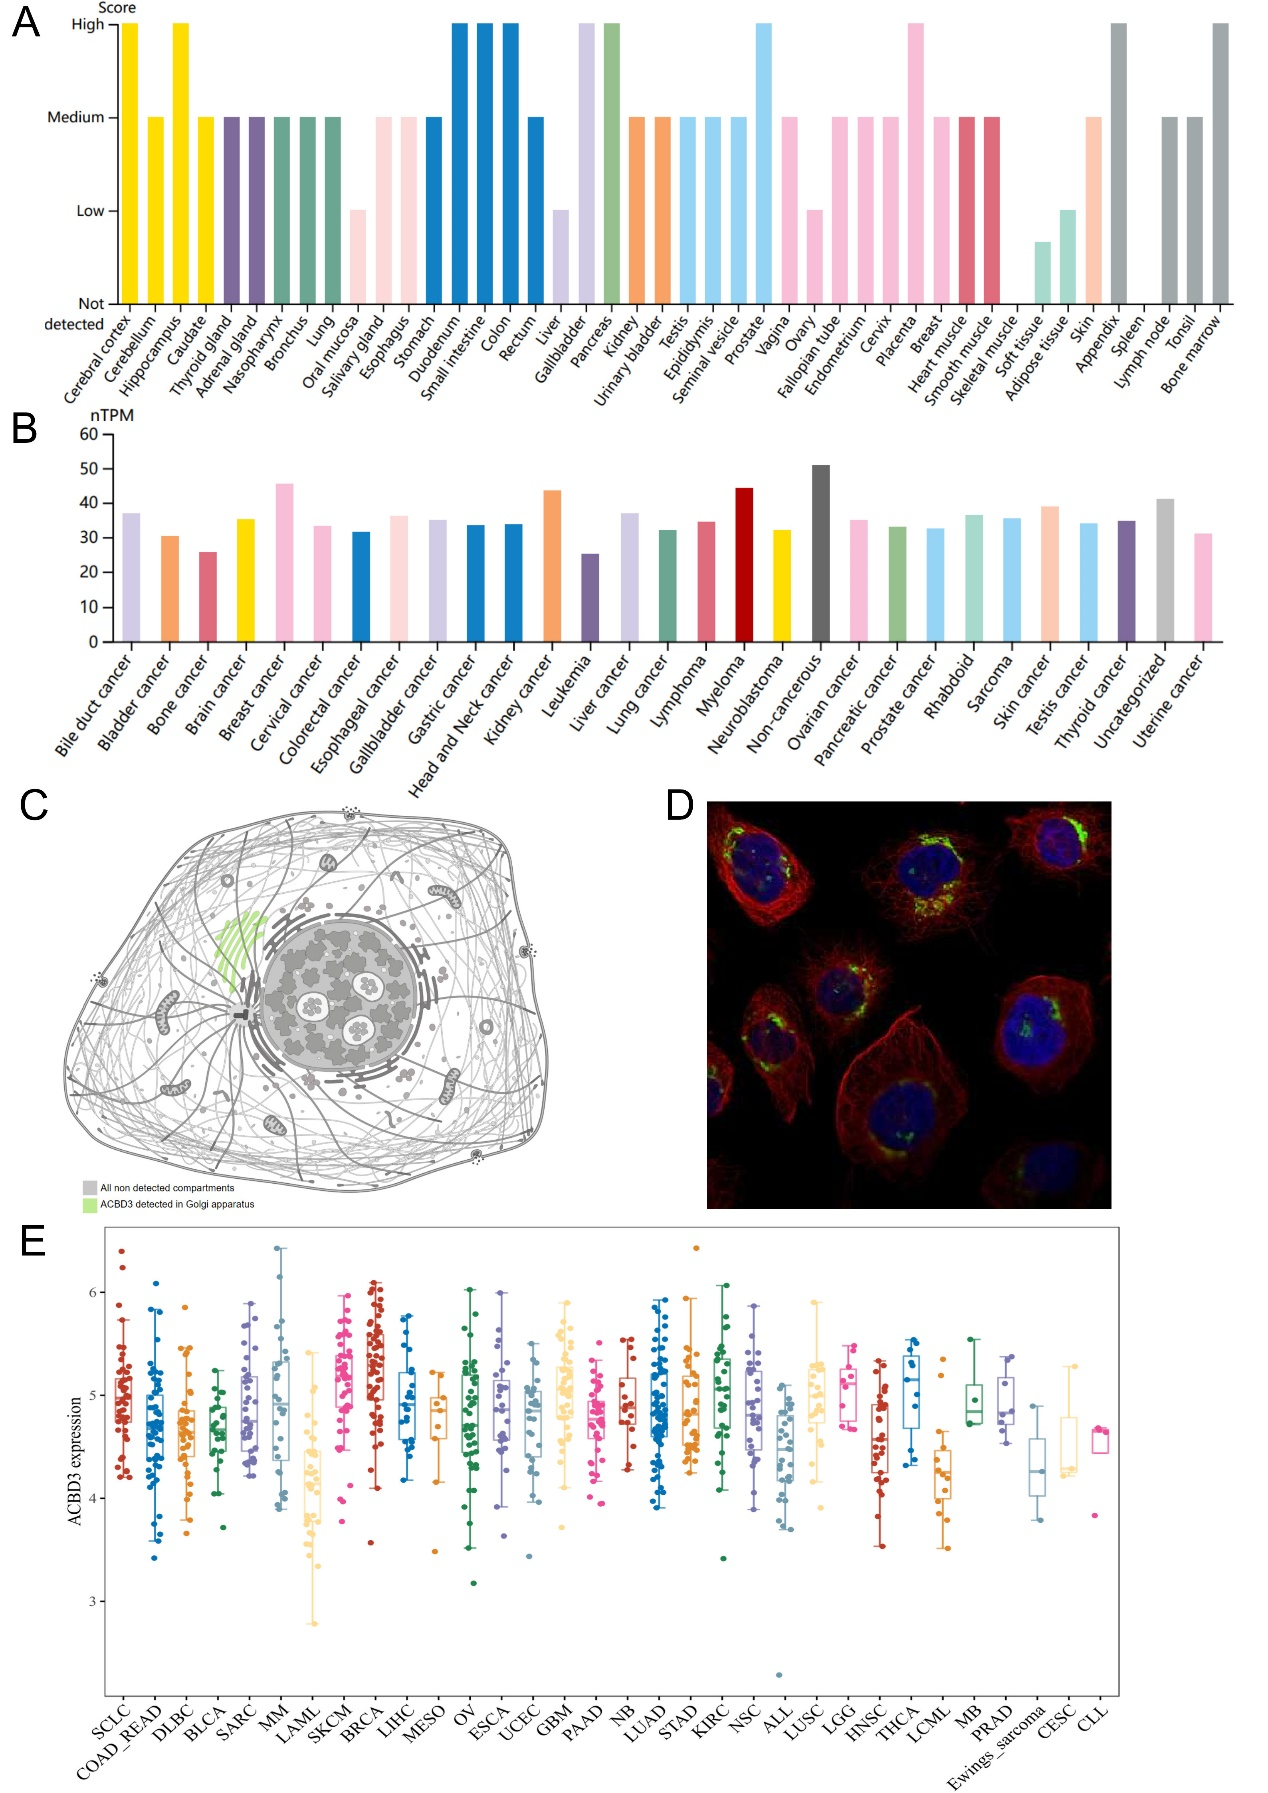 A
Score
High
Medium
Low
Not
detected
Cerebral cortex
Cerebellum
Hippocampus
Caudate
Thyroid gland
Adrenal gland
Nasopharynx
Bronchus
Lung
Oral mucosa
Salivary gland
Esophagus
Stomach
Duodenum
Small intestine
Colon
Rectum
Liver
Gallbladder
Pancreas
Kidney
Urinary bladder
Testis
Epididymis
Seminal vesicle
Prostate
Vagina
Ovary
Fallopian tube
Endometrium
Cervix
Placenta
Breast
Heart muscle
Smooth muscle
Skeletal muscle
Soft tissue
Adipose tissue
Skin
Appendix
Spleen
Lymph node
Tonsil
Bone marrow
B
nTPM
60
50
40
30
20
10
0
Bile duct cancer
Bladder cancer
Bone cancer
Brain cancer
Breast cancer
Cervical cancer
Colorectal cancer
Esophageal cancer
Gallbladder cancer
Gastric cancer
Head and Neck cancer
Kidney cancer
Leukemia
Liver cancer
Lung cancer
Lymphoma
Myeloma
Neuroblastoma
Non-cancerous
Ovarian cancer
Pancreatic cancer
Prostate cancer
Rhabdoid
Sarcoma
Skin cancer
Testis cancer
Thyroid cancer
Uncategorized
Uterine cancer
C
All non detected compartments
ACBD3 detected in Golgi apparatus
D
E
ACBD3 expression
6
5
4
3
SCLC
COAD_READ
DLBC
BLCA
SARC
MM
LAML
SKCM
BRCA
LIHC
MESO
OV
ESCA
UCEC
GBM
PAAD
NB
LUAD
STAD
KIRC
NSC
ALL
LUSC
LGG
HNSC
THCA
LCML
MB
PRAD
Ewings_sarcoma
CESC
CLL